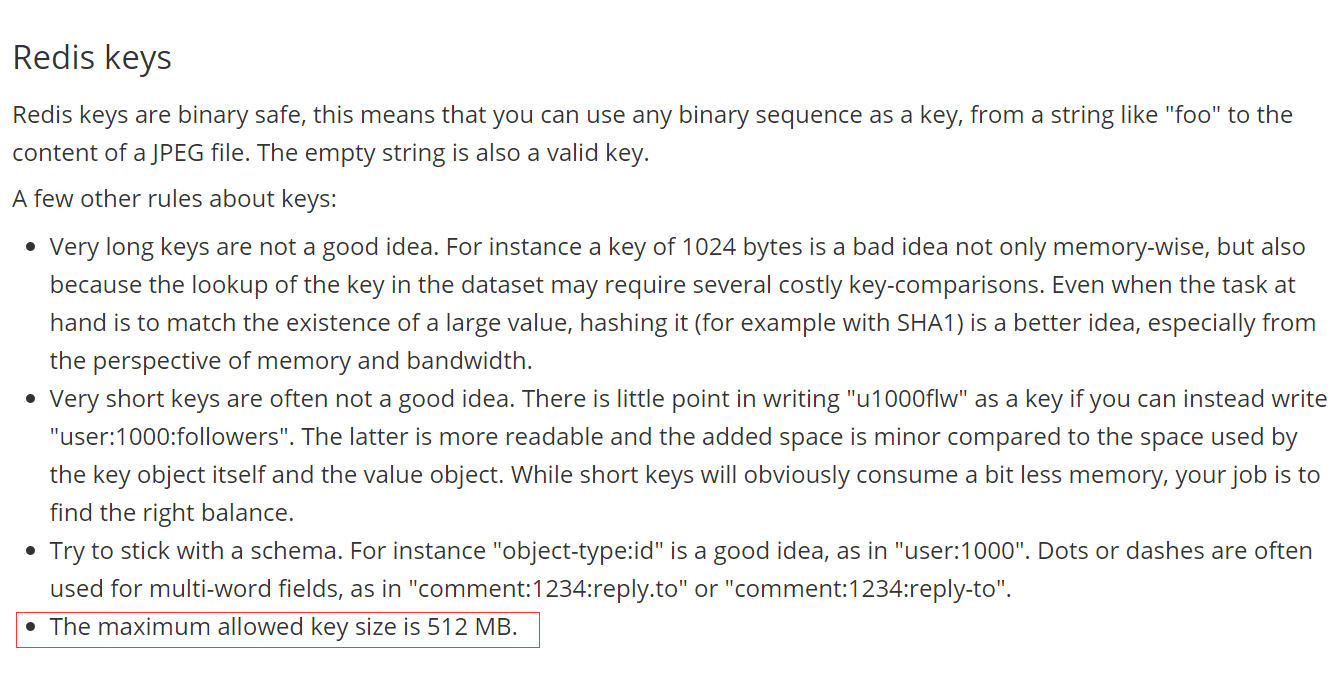 Redis keys
Redis keys are binary safe, this means that you can use any binary sequence as a key, from a string like "foo" to the
content of a JPEG file. The empty string is also a valid key.
A few other rules about keys:
• Very long keys are not a good idea. For instance a key of 1024 bytes is a bad idea not only memory-wise, but also
because the lookup of the key in the dataset may require several costly key-comparisons. Even when the task at
hand is to match the existence of a large value, hashing it (for example with SHA1) is a better idea, especially from
the perspective of memory and bandwidth.
• Very short keys are often not a good idea. There is little point in writing "u1000flw" as a key if you can instead write
"user:1000:followers". The latter is more readable and the added space is minor compared to the space used by
the key object itself and the value object. While short keys will obviously consume a bit less memory, your job is to
find the right balance.
• Try to stick with a schema. For instance "object-type:id" is a good idea, as in "user:1000". Dots or dashes are often
used for multi-word fields, as in "comment:1234:reply.to" or "comment:1234:reply-to".
• The maximum allowed key size is 512 MB.